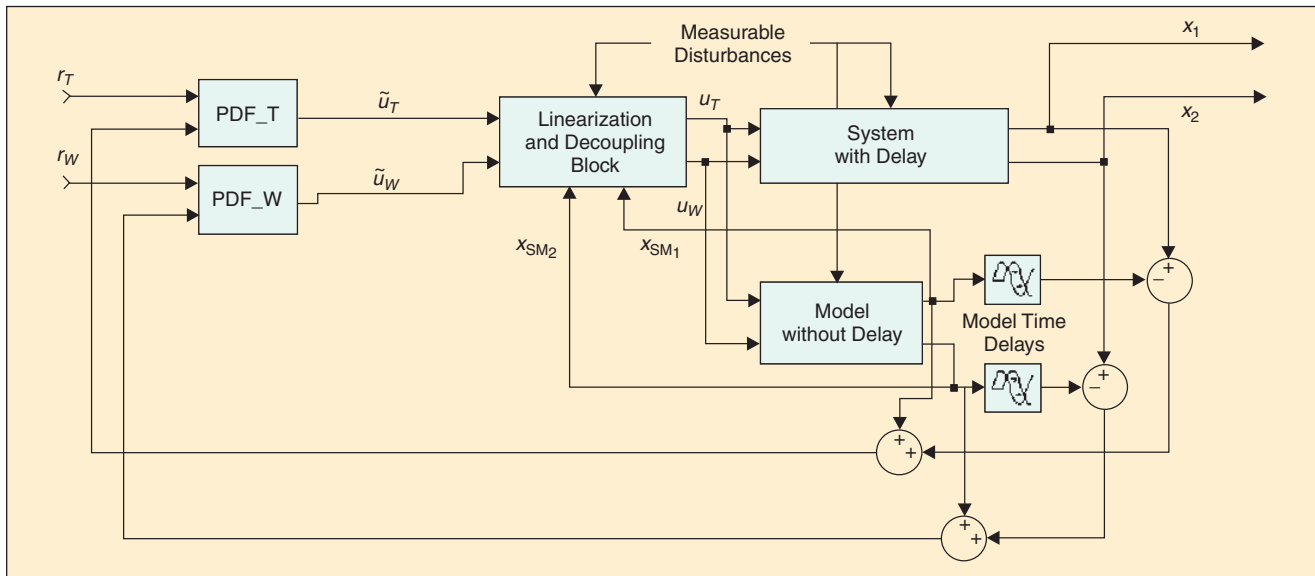 Measurable
Disturbances
x₁
x₂
r_T
r_W
PDF_T
PDF_W
ũ_T
ũ_W
Linearization
and Decoupling
Block
u_T
u_W
System
with Delay
x_SM₂
x_SM₁
Model
without Delay
Model Time
Delays
+
−
+
−
+
+
+
+